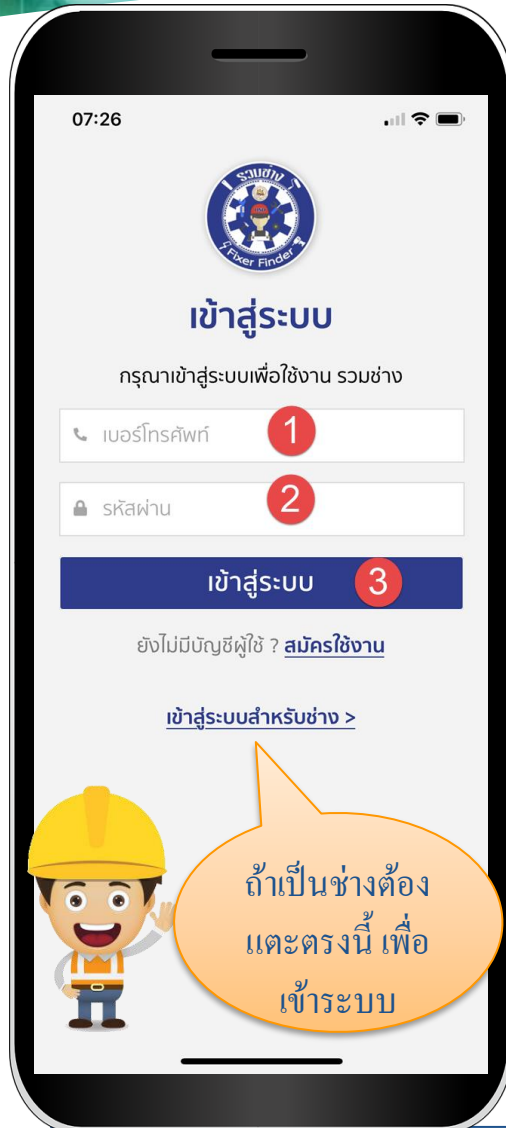 07:26
รวมช่าง
Fixer Finder
เข้าสู่ระบบ
กรุณาเข้าสู่ระบบเพื่อใช้งาน รวมช่าง
เบอร์โทรศัพท์ 1
รหัสผ่าน 2
เข้าสู่ระบบ 3
ยังไม่มีบัญชีผู้ใช้ ? สมัครใช้งาน
เข้าสู่ระบบสำหรับช่าง >
ถ้าเป็นช่างต้อง
แตะตรงนี้ เพื่อ
เข้าระบบ